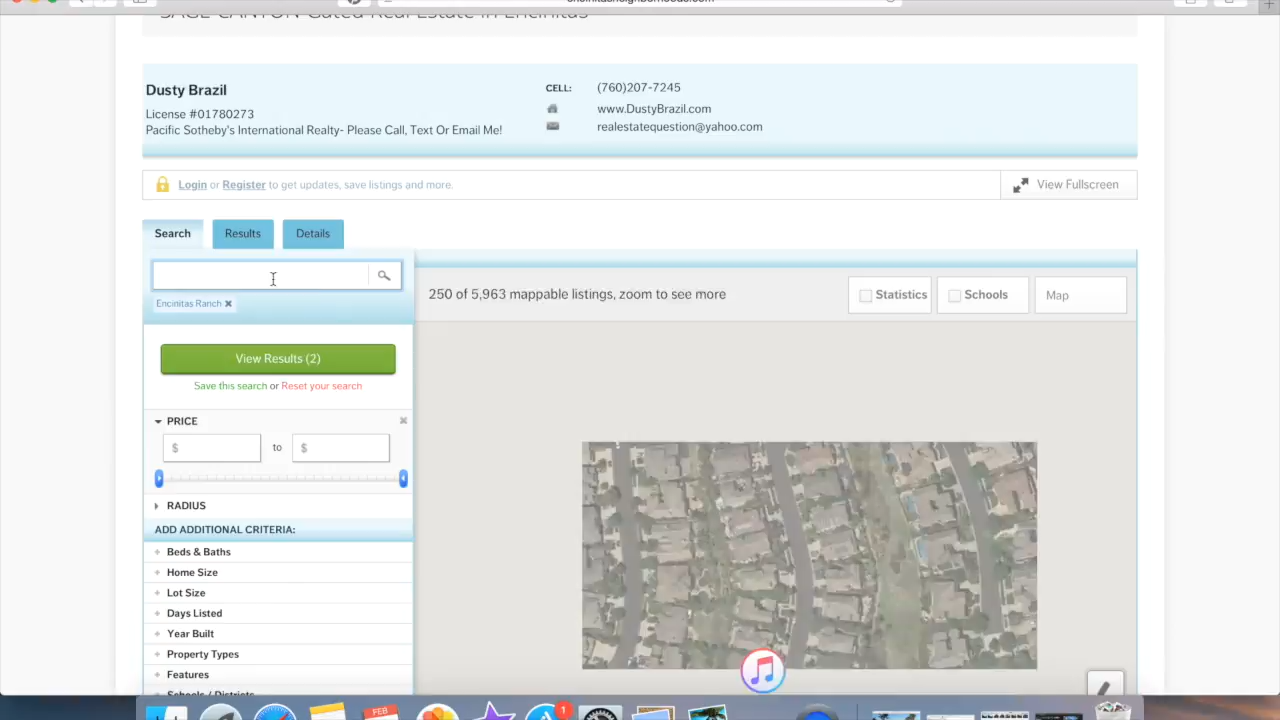 Dusty Brazil
License #01780273
Pacific Sotheby's International Realty- Please Call, Text Or Email Me!
CELL: (760)207-7245
www.DustyBrazil.com
realestatequestion@yahoo.com
Login or Register to get updates, save listings and more.
View Fullscreen
Search Results Details
Encinitas Ranch
250 of 5,963 mappable listings, zoom to see more
Statistics
Schools
Map
View Results (2)
Save this search or Reset your search
PRICE
$ to $
RADIUS
ADD ADDITIONAL CRITERIA:
Beds & Baths
Home Size
Lot Size
Days Listed
Year Built
Property Types
Features
FEB
1